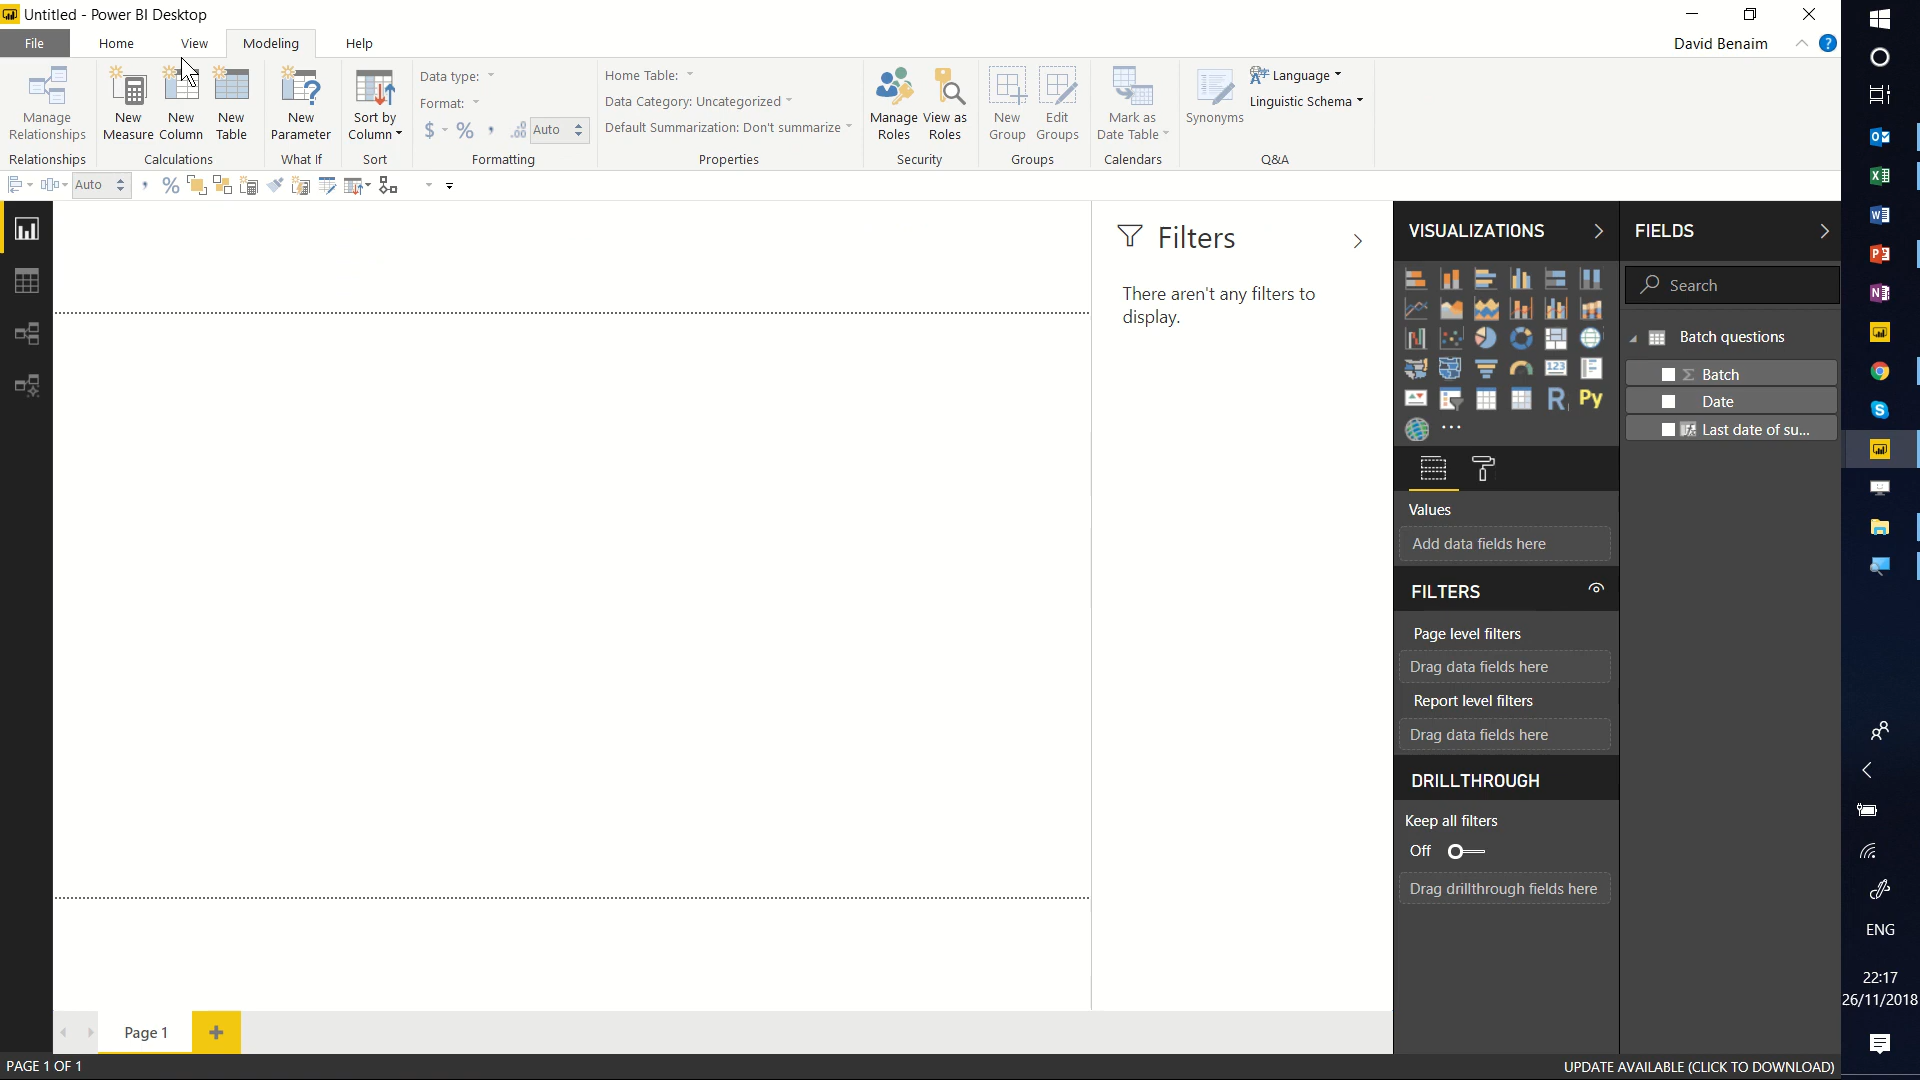 Untitled - Power BI Desktop
File Home View Modeling Help
David Benaim
Manage Relationships
Relationships
New Measure
New Column
New Table
Calculations
New Parameter
What If
Sort by Column
Sort
Data type:
Format:
$ % , .00 Auto
Formatting
Home Table:
Data Category: Uncategorized
Default Summarization: Don't summarize
Properties
Manage Roles
View as Roles
Security
New Group
Edit Groups
Groups
Mark as Date Table
Calendars
Synonyms
Language
Linguistic Schema
Q&A
Auto , %
Filters
There aren't any filters to
display.
VISUALIZATIONS
123
R Py
Values
Add data fields here
FILTERS
Page level filters
Drag data fields here
Report level filters
Drag data fields here
DRILLTHROUGH
Keep all filters
Off
Drag drillthrough fields here
FIELDS
Search
Batch questions
Σ Batch
Date
Last date of su...
Page 1
PAGE 1 OF 1
UPDATE AVAILABLE (CLICK TO DOWNLOAD)
ENG
22:17
26/11/2018